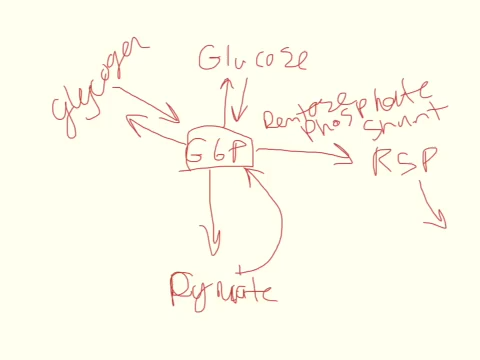 glycogen
Glucose
Pentose phosphate
shunt
G6P
R5P
Pyruvate